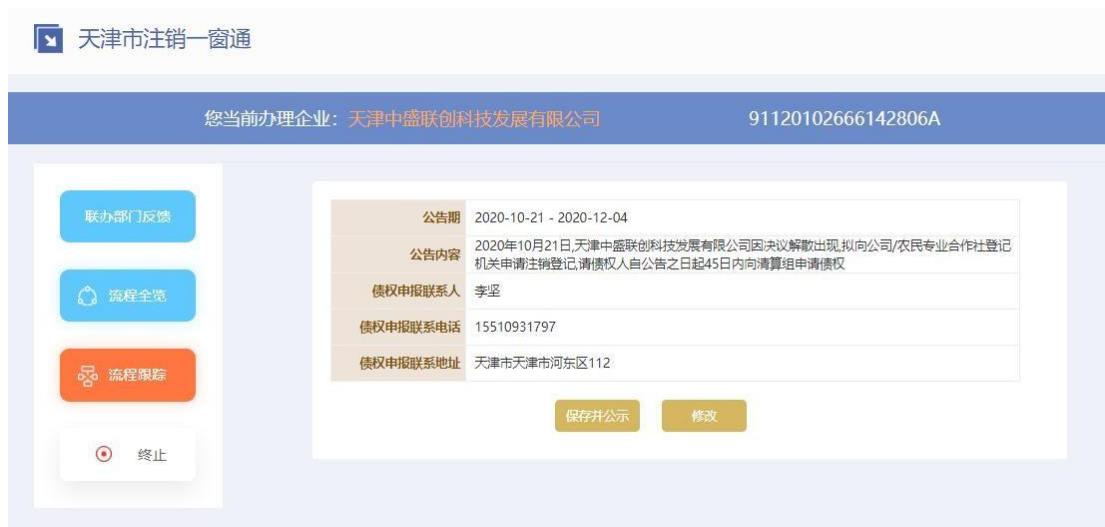 天津市注销一窗通
您当前办理企业：天津中盛联创科技发展有限公司 91120102666142806A
联办部门反馈
流程全览
流程跟踪
终止
公告期 2020-10-21 - 2020-12-04
公告内容 2020年10月21日,天津中盛联创科技发展有限公司因决议解散出现,拟向公司/农民专业合作社登记
机关申请注销登记,请债权人自公告之日起45日内向清算组申请债权
债权申报联系人 李坚
债权申报联系电话 15510931797
债权申报联系地址 天津市天津市河东区112
保存并公示 修改